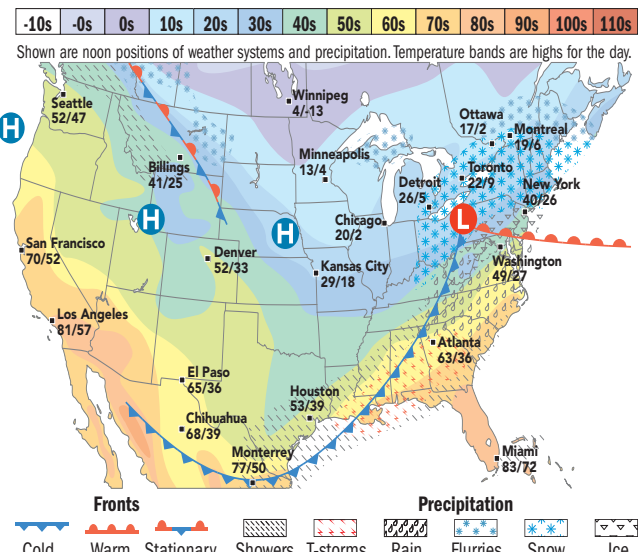 -10s -0s 0s 10s 20s 30s 40s 50s 60s 70s 80s 90s 100s 110s
Shown are noon positions of weather systems and precipitation. Temperature bands are highs for the day.
Seattle
52/47
H
Winnipeg
4/-13
Ottawa
17/2
Montreal
19/6
Billings
41/25
Minneapolis
13/4
Toronto
22/9
Detroit
26/5
New York
40/26
H
H
Chicago
20/2
L
San Francisco
70/52
Denver
52/33
Kansas City
29/18
Washington
49/27
Los Angeles
81/57
Atlanta
63/36
El Paso
65/36
Houston
53/39
Chihuahua
68/39
Monterrey
77/50
Miami
83/72
Fronts
Precipitation
Cold Warm Stationary Showers T-storms Rain Flurries Snow Ice